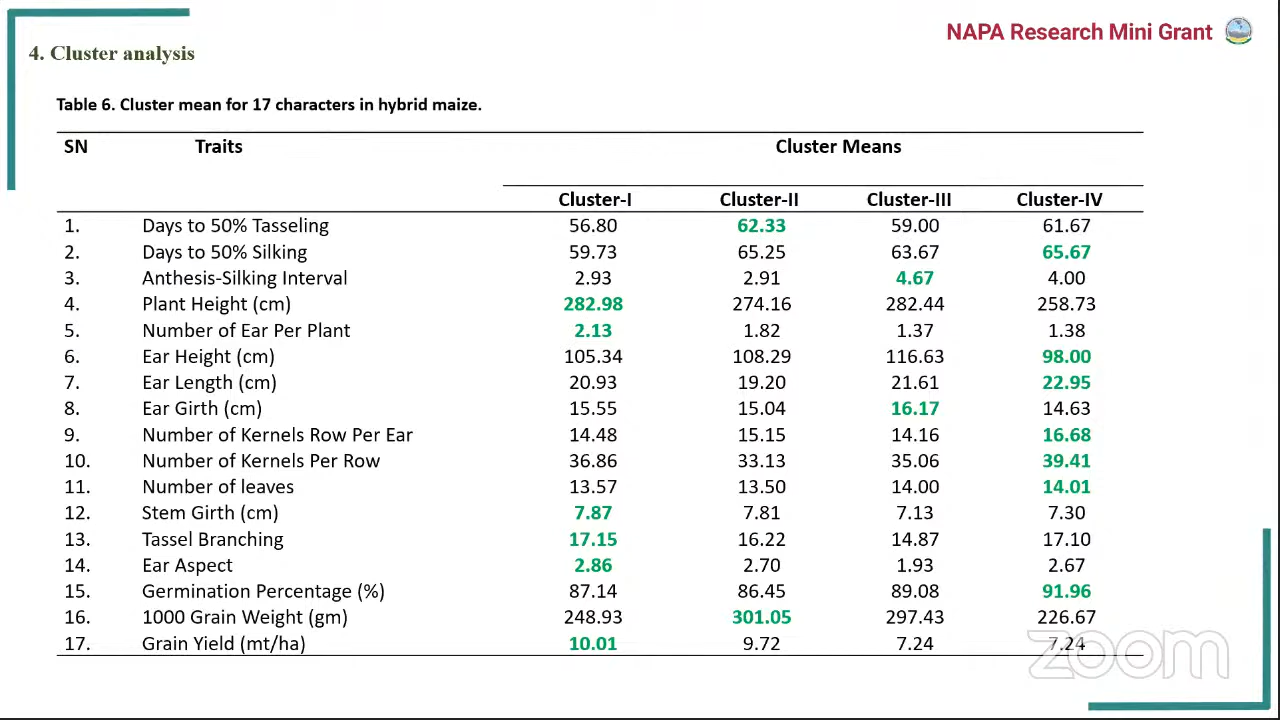 NAPA Research Mini Grant
4. Cluster analysis
Table 6. Cluster mean for 17 characters in hybrid maize.
SN Traits Cluster Means
Cluster-I Cluster-II Cluster-III Cluster-IV
1. Days to 50% Tasseling 56.80 62.33 59.00 61.67
2. Days to 50% Silking 59.73 65.25 63.67 65.67
3. Anthesis-Silking Interval 2.93 2.91 4.67 4.00
4. Plant Height (cm) 282.98 274.16 282.44 258.73
5. Number of Ear Per Plant 2.13 1.82 1.37 1.38
6. Ear Height (cm) 105.34 108.29 116.63 98.00
7. Ear Length (cm) 20.93 19.20 21.61 22.95
8. Ear Girth (cm) 15.55 15.04 16.17 14.63
9. Number of Kernels Row Per Ear 14.48 15.15 14.16 16.68
10. Number of Kernels Per Row 36.86 33.13 35.06 39.41
11. Number of leaves 13.57 13.50 14.00 14.01
12. Stem Girth (cm) 7.87 7.81 7.13 7.30
13. Tassel Branching 17.15 16.22 14.87 17.10
14. Ear Aspect 2.86 2.70 1.93 2.67
15. Germination Percentage (%) 87.14 86.45 89.08 91.96
16. 1000 Grain Weight (gm) 248.93 301.05 297.43 226.67
17. Grain Yield (mt/ha) 10.01 9.72 7.24 7.24
zoom